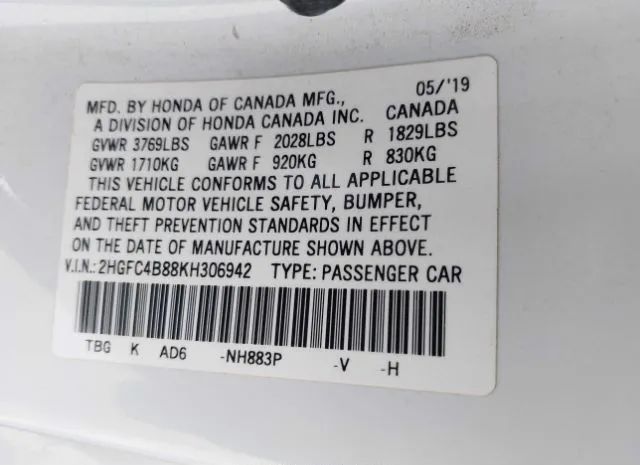 MFD. BY HONDA OF CANADA MFG., 05/'19
A DIVISION OF HONDA CANADA INC. CANADA
GVWR 3769LBS GAWR F 2028LBS R 1829LBS
GVWR 1710KG GAWR F 920KG R 830KG
THIS VEHICLE CONFORMS TO ALL APPLICABLE
FEDERAL MOTOR VEHICLE SAFETY, BUMPER,
AND THEFT PREVENTION STANDARDS IN EFFECT
ON THE DATE OF MANUFACTURE SHOWN ABOVE.
V.I.N.:2HGFC4B88KH306942 TYPE: PASSENGER CAR
TBG K AD6 -NH883P -V -H